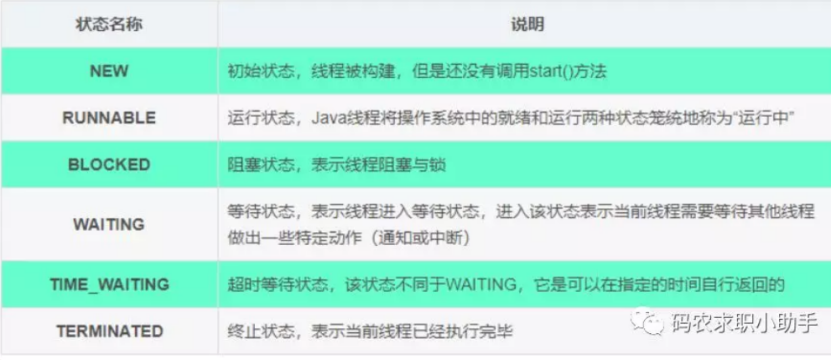 状态名称 说明
NEW 初始状态，线程被构建，但是还没有调用start()方法
RUNNABLE 运行状态，Java线程将操作系统中的就绪和运行两种状态笼统地称为“运行中”
BLOCKED 阻塞状态，表示线程阻塞与锁
WAITING 等待状态，表示线程进入等待状态，进入该状态表示当前线程需要等待其他线程
做出一些特定动作（通知或中断）
TIME_WAITING 超时等待状态，该状态不同于WAITING，它是可以在指定的时间自行返回的
TERMINATED 终止状态，表示当前线程已经执行完毕
码农求职小助手